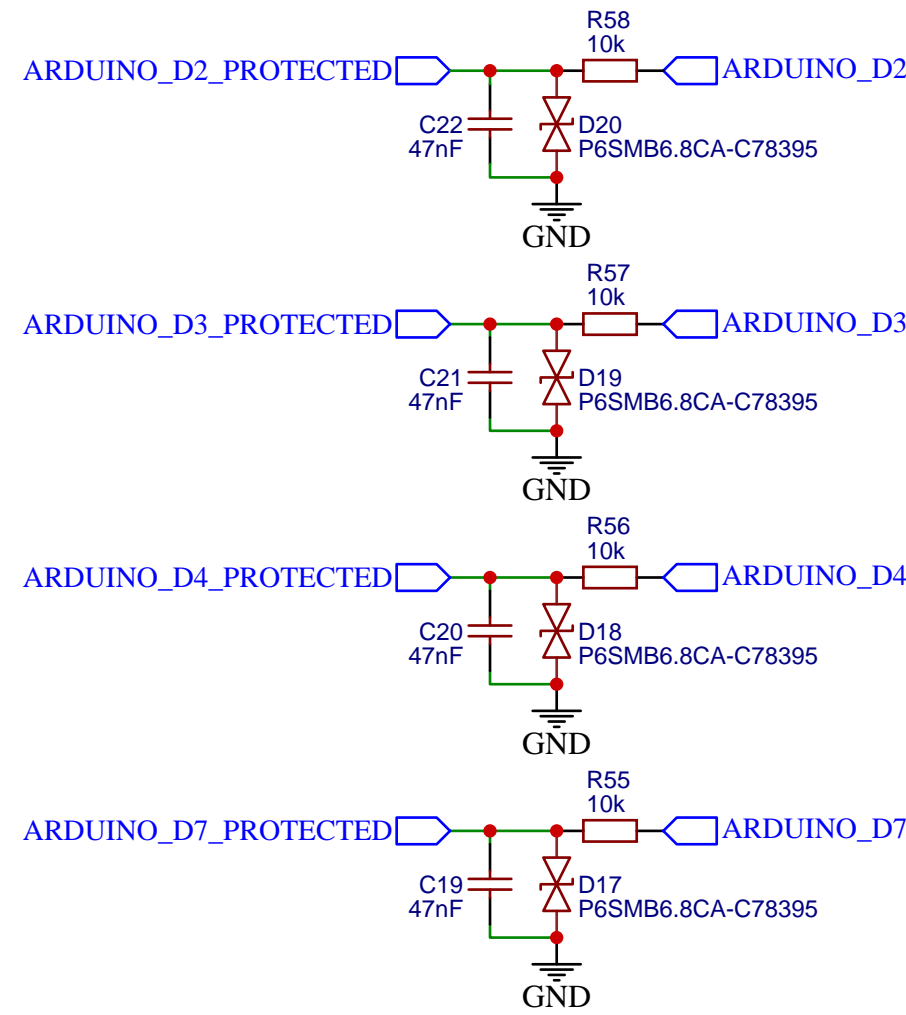 R58
10k
ARDUINO_D2_PROTECTED
ARDUINO_D2
C22
47nF
D20
P6SMB6.8CA-C78395
GND
R57
10k
ARDUINO_D3_PROTECTED
ARDUINO_D3
C21
47nF
D19
P6SMB6.8CA-C78395
GND
R56
10k
ARDUINO_D4_PROTECTED
ARDUINO_D4
C20
47nF
D18
P6SMB6.8CA-C78395
GND
R55
10k
ARDUINO_D7_PROTECTED
ARDUINO_D7
C19
47nF
D17
P6SMB6.8CA-C78395
GND